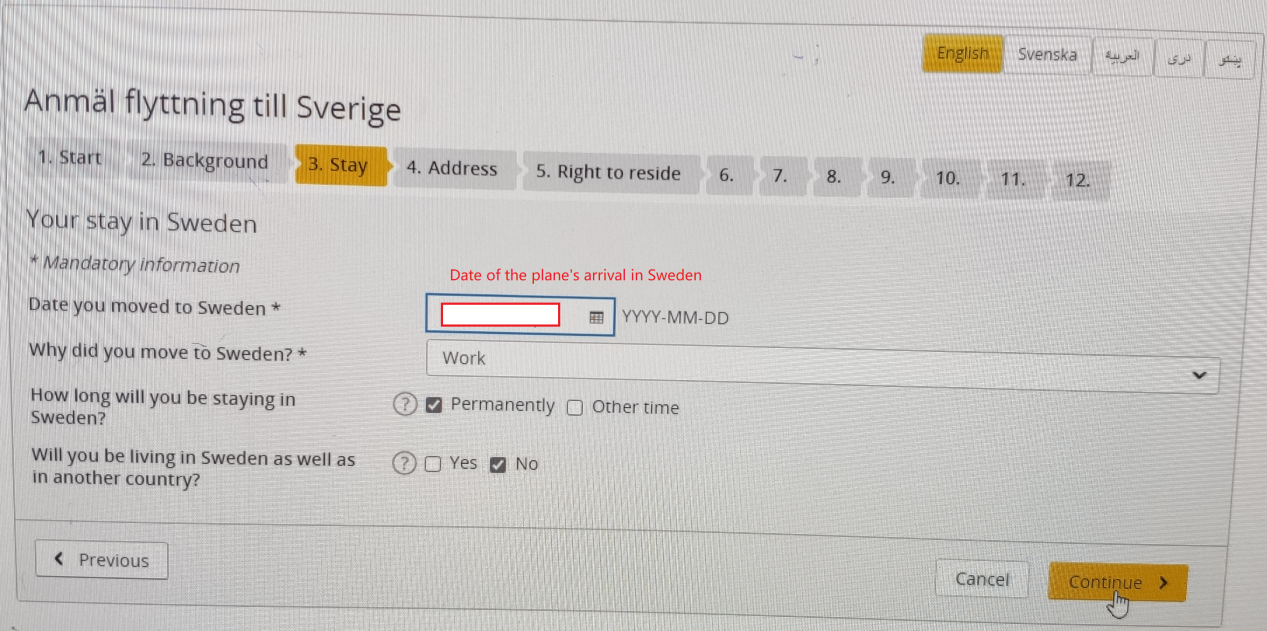 English Svenska العربية دری پښتو
Anmäl flyttning till Sverige
1. Start 2. Background 3. Stay 4. Address 5. Right to reside 6. 7. 8. 9. 10. 11. 12.
Your stay in Sweden
* Mandatory information
Date of the plane's arrival in Sweden
Date you moved to Sweden * YYYY-MM-DD
Why did you move to Sweden? * Work
How long will you be staying in
Sweden?
? Permanently Other time
Will you be living in Sweden as well as
in another country?
? Yes No
Previous
Cancel Continue